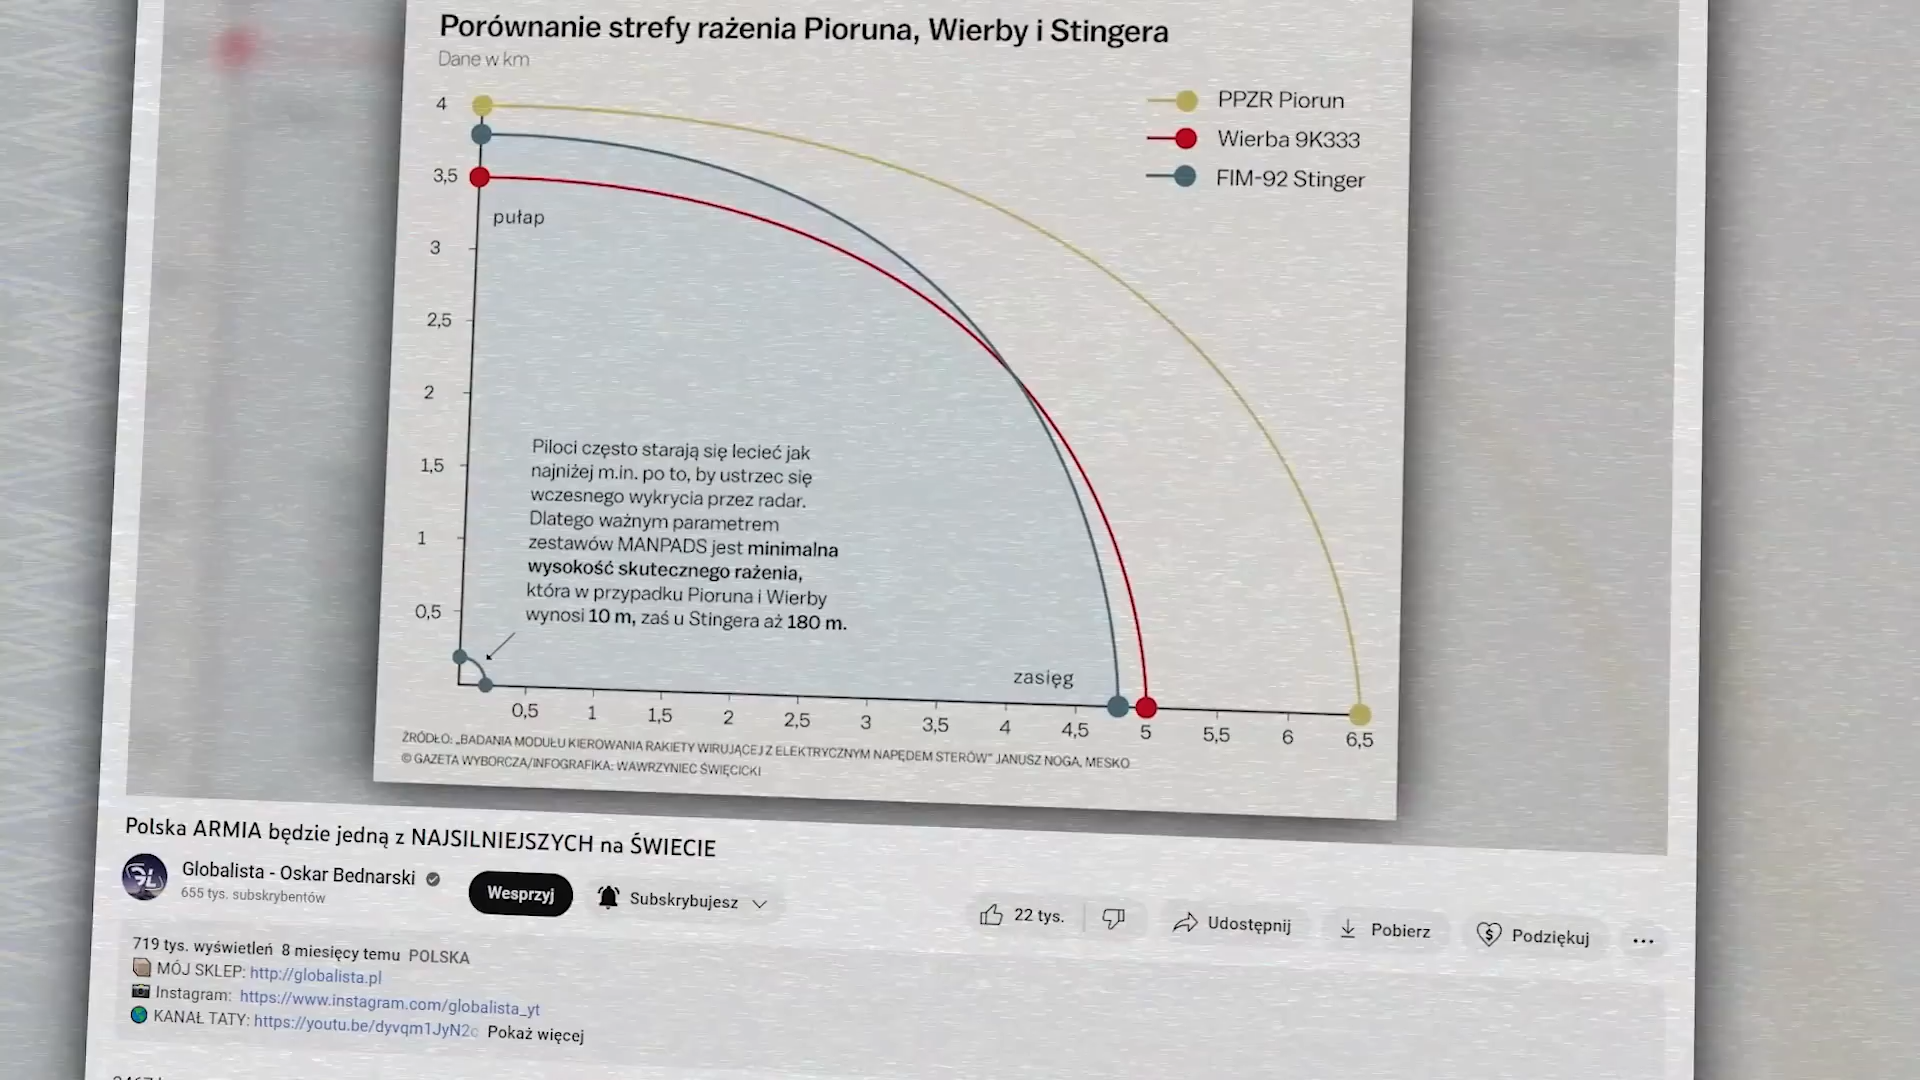 Porównanie strefy rażenia Pioruna, Wierby i Stingera
Dane w km
PPZR Piorun
Wierba 9K333
FIM-92 Stinger
4
3,5
3
2,5
2
1,5
1
0,5
pułap
Piloci często starają się lecieć jak
najniżej m.in. po to, by ustrzec się
wczesnego wykrycia przez radar.
Dlatego ważnym parametrem
zestawów MANPADS jest minimalna
wysokość skutecznego rażenia,
która w przypadku Pioruna i Wierby
wynosi 10 m, zaś u Stingera aż 180 m.
zasięg
0,5 1 1,5 2 2,5 3 3,5 4 4,5 5 5,5 6 6,5
ŹRÓDŁO: „BADANIA MODUŁU KIEROWANIA RAKIETY WIRUJĄCEJ Z ELEKTRYCZNYM NAPĘDEM STERÓW” JANUSZ NOGA, MESKO
© GAZETA WYBORCZA/INFOGRAFIKA: WAWRZYNIEC ŚWIĘCICKI
Polska ARMIA będzie jedną z NAJSILNIEJSZYCH na ŚWIECIE
Globalista - Oskar Bednarski
655 tys. subskrybentów
Wesprzyj
Subskrybujesz
22 tys.
Udostępnij
Pobierz
Podziękuj
719 tys. wyświetleń 8 miesięcy temu POLSKA
MÓJ SKLEP: http://globalista.pl
Instagram: https://www.instagram.com/globalista_yt
KANAŁ TATY: https://youtu.be/dyvqm1JyN2c Pokaż więcej